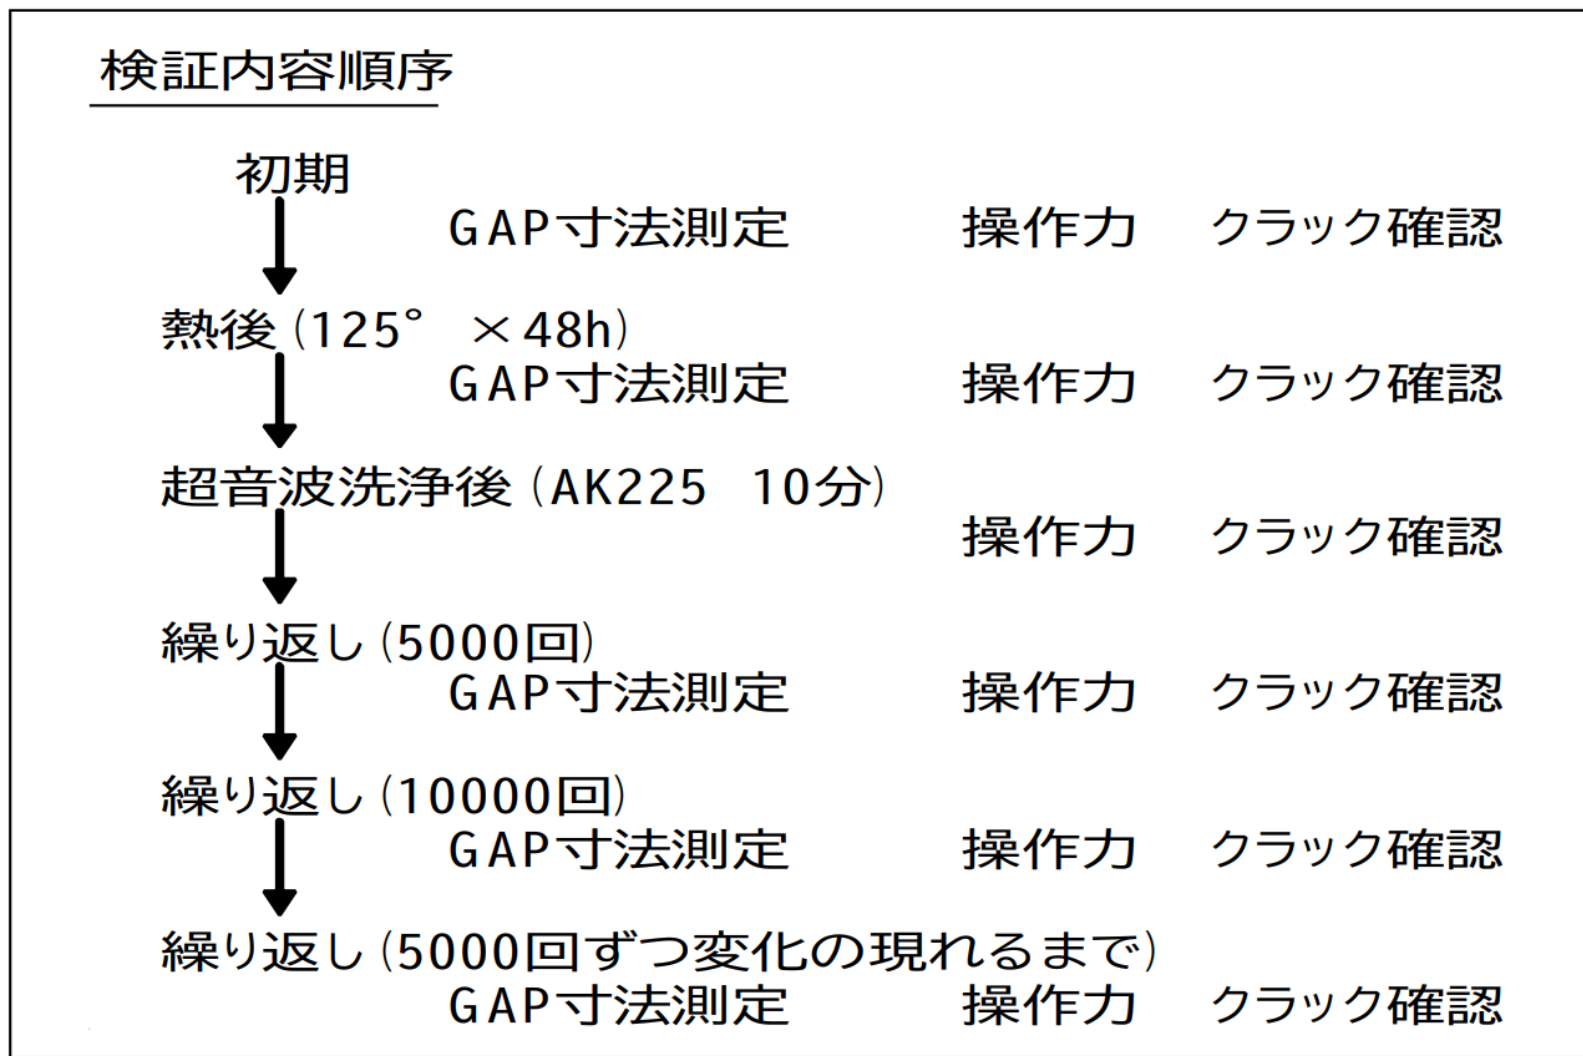 検証内容順序
初期
GAP寸法測定 操作力 クラック確認
熱後(125° ×48h)
GAP寸法測定 操作力 クラック確認
超音波洗浄後(AK225 10分)
操作力 クラック確認
繰り返し(5000回)
GAP寸法測定 操作力 クラック確認
繰り返し(10000回)
GAP寸法測定 操作力 クラック確認
繰り返し(5000回ずつ変化の現れるまで)
GAP寸法測定 操作力 クラック確認